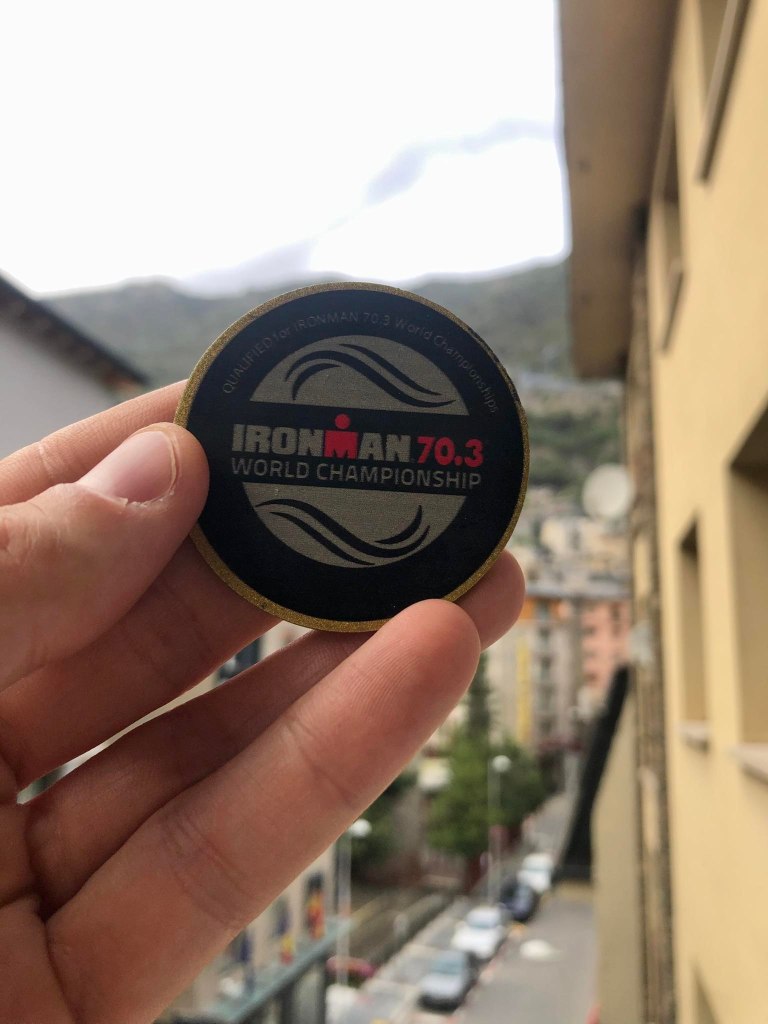 QUALIFIED for IRONMAN 70.3 World Championships
IRONMAN 70.3
WORLD CHAMPIONSHIP